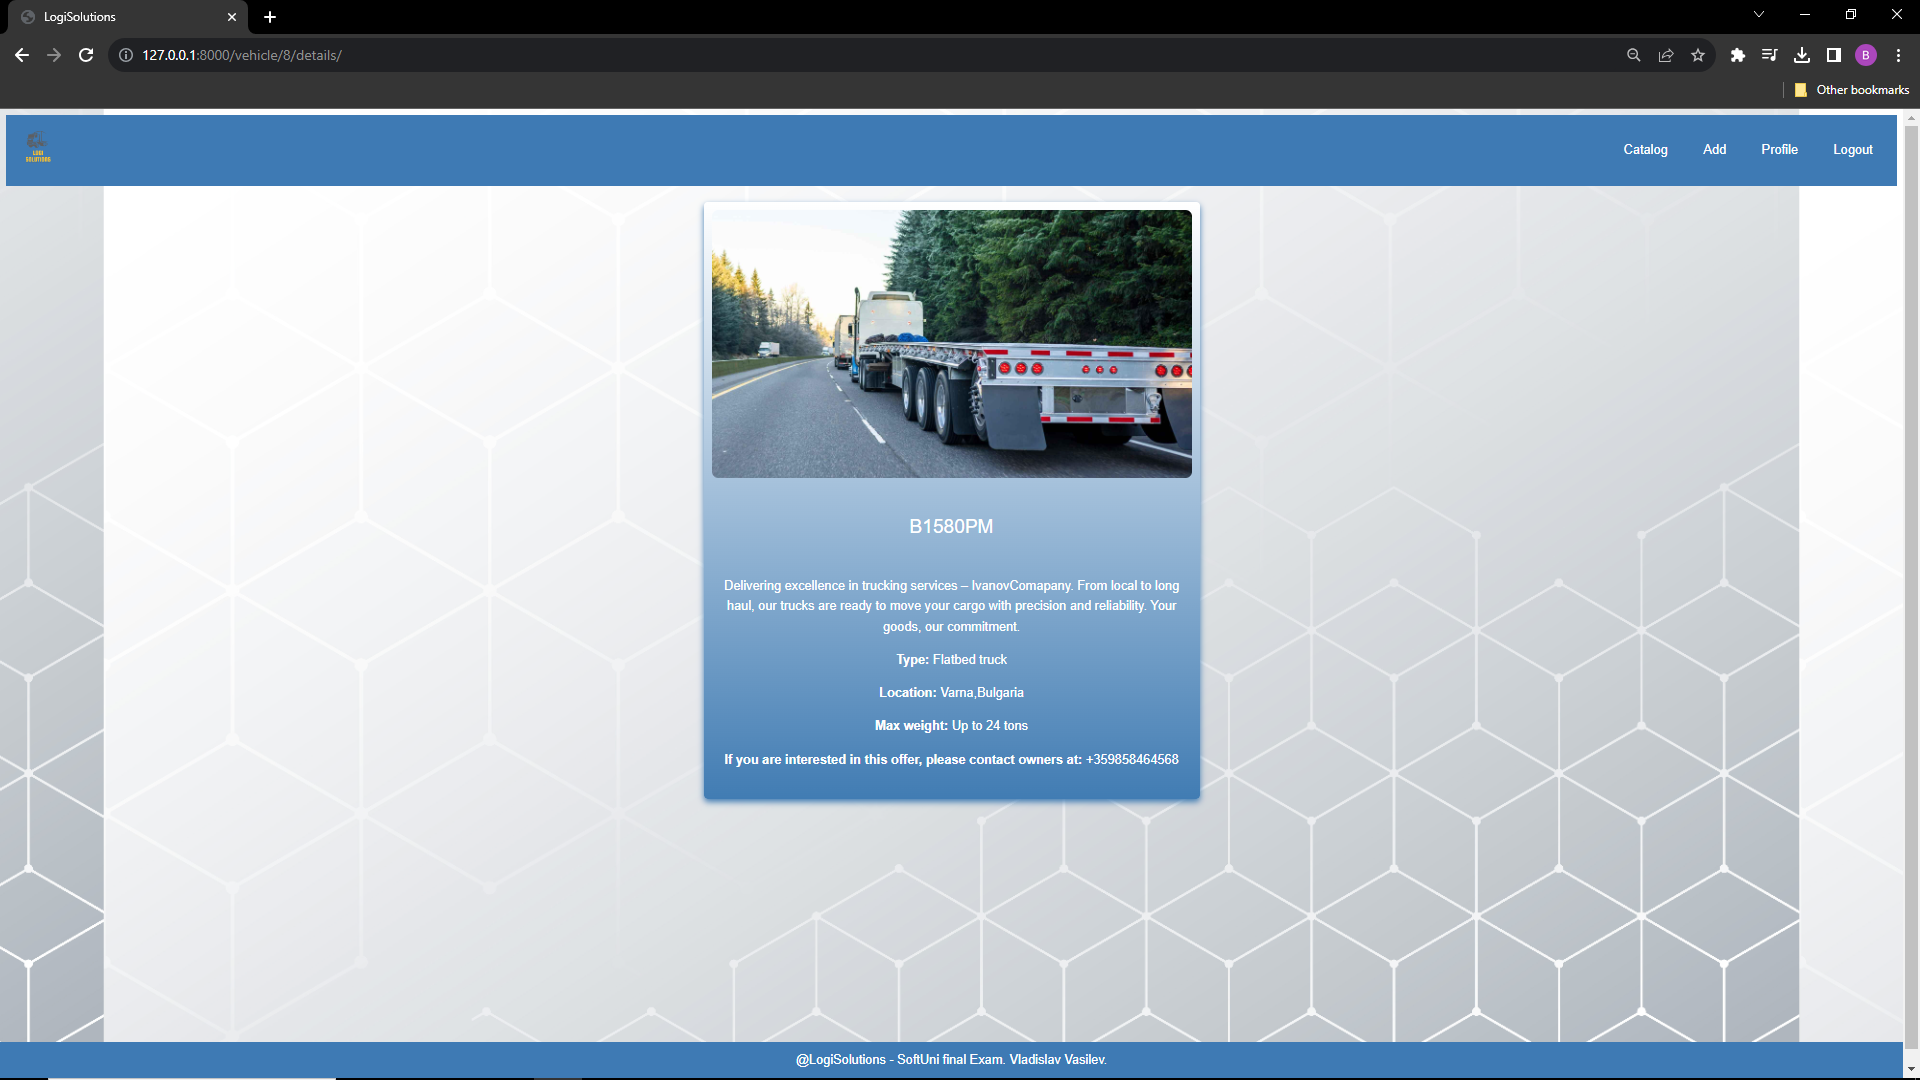 LogiSolutions
127.0.0.1:8000/vehicle/8/details/
B
Other bookmarks
LOGI
SOLUTIONS
Catalog
Add
Profile
Logout
B1580PM
Delivering excellence in trucking services – IvanovComapany. From local to long
haul, our trucks are ready to move your cargo with precision and reliability. Your
goods, our commitment.
Type: Flatbed truck
Location: Varna,Bulgaria
Max weight: Up to 24 tons
If you are interested in this offer, please contact owners at: +359858464568
@LogiSolutions - SoftUni final Exam. Vladislav Vasilev.